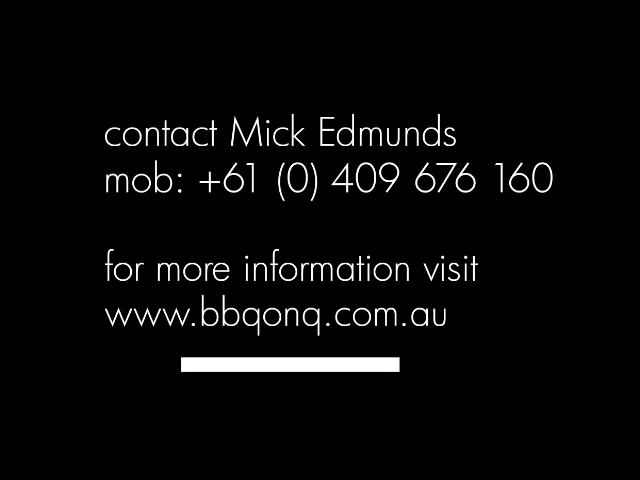 contact Mick Edmunds
mob: +61 (0) 409 676 160
for more information visit
www.bbqonq.com.au